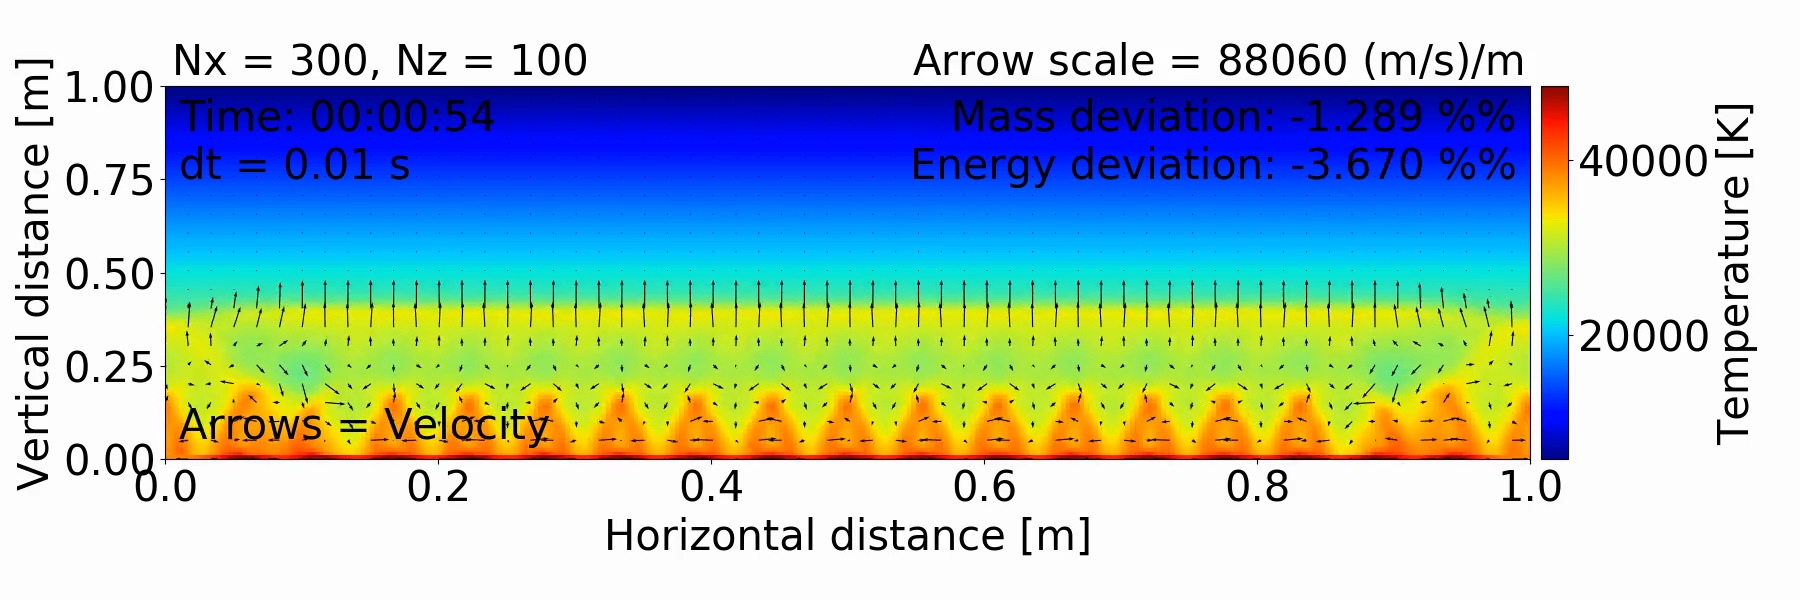 Nx = 300, Nz = 100
Arrow scale = 88060 (m/s)/m
Time: 00:00:54
dt = 0.01 s
Mass deviation: -1.289 %%
Energy deviation: -3.670 %%
Arrows = Velocity
Vertical distance [m]
1.00
0.75
0.50
0.25
0.00
0.0
0.2
0.4
0.6
0.8
1.0
Horizontal distance [m]
40000
20000
Temperature [K]